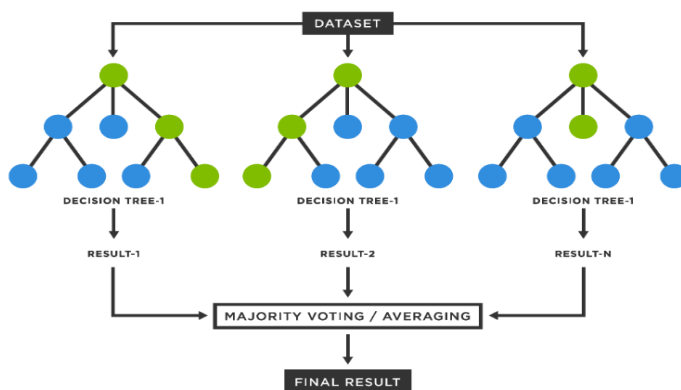 DATASET
DECISION TREE-1
DECISION TREE-1
DECISION TREE-1
RESULT-1
RESULT-2
RESULT-N
MAJORITY VOTING / AVERAGING
FINAL RESULT